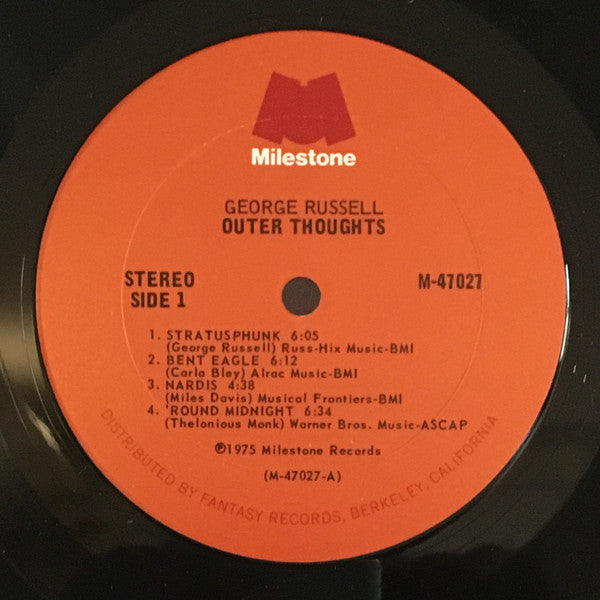 Milestone
GEORGE RUSSELL
OUTER THOUGHTS
STEREO
SIDE 1
M-47027
1. STRATUSPHUNK 6:05
(George Russell) Russ-Hix Music-BMI
2. BENT EAGLE 6:12
(Carla Bley) Alrac Music-BMI
3. NARDIS 4:38
(Miles Davis) Musical Frontiers-BMI
4. 'ROUND MIDNIGHT 6:34
(Thelonious Monk) Warner Bros. Music-ASCAP
℗1975 Milestone Records
(M-47027-A)
DISTRIBUTED BY FANTASY RECORDS, BERKELEY, CALIFORNIA